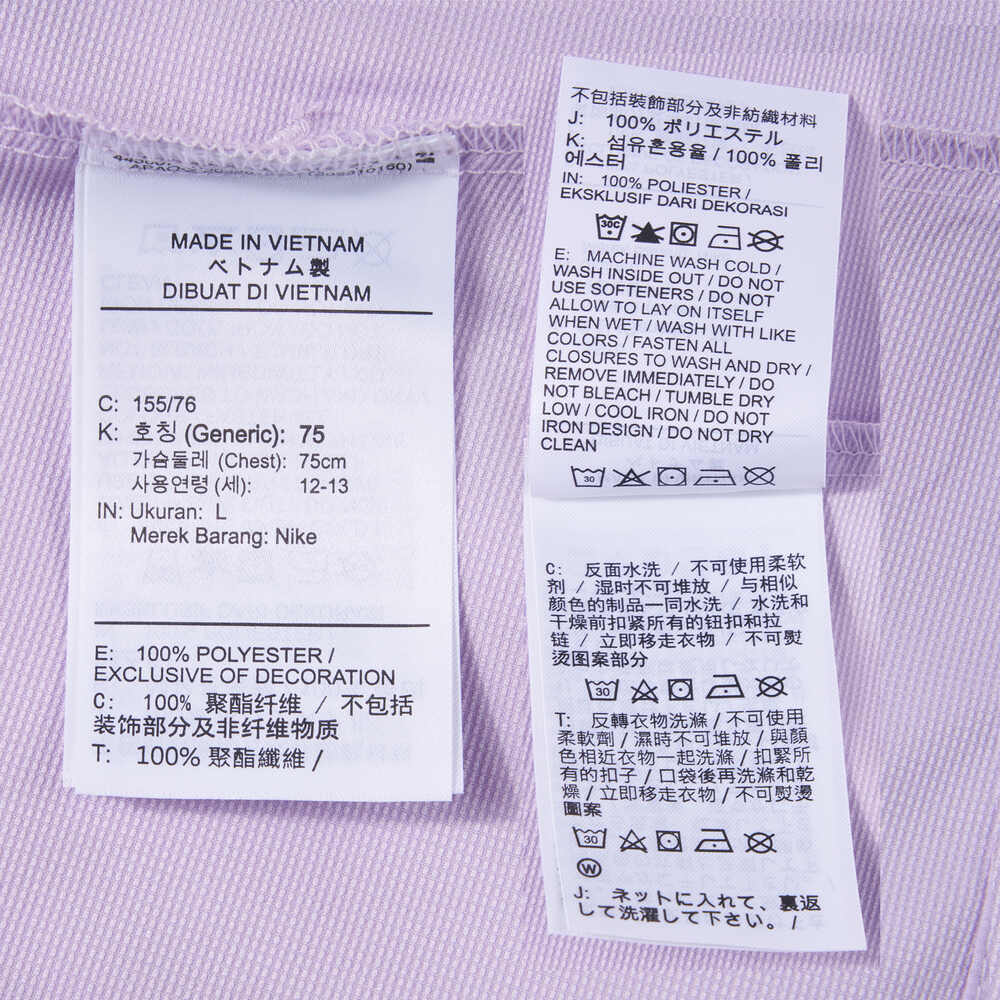 MADE IN VIETNAM
ベトナム製
DIBUAT DI VIETNAM
C: 155/76
K: 호칭 (Generic): 75
가슴둘레 (Chest): 75cm
사용연령 (세): 12-13
IN: Ukuran: L
Merek Barang: Nike
E: 100% POLYESTER /
EXCLUSIVE OF DECORATION
C: 100% 聚酯纤维 / 不包括
装饰部分及非纤维物质
T: 100% 聚酯纖維 /
不包括裝飾部分及非紡織材料
J: 100% ポリエステル
K: 섬유혼용율 / 100% 폴리
에스터
IN: 100% POLIESTER /
EKSKLUSIF DARI DEKORASI
30C
E: MACHINE WASH COLD /
WASH INSIDE OUT / DO NOT
USE SOFTENERS / DO NOT
ALLOW TO LAY ON ITSELF
WHEN WET / WASH WITH LIKE
COLORS / FASTEN ALL
CLOSURES TO WASH AND DRY /
REMOVE IMMEDIATELY / DO
NOT BLEACH / TUMBLE DRY
LOW / COOL IRON / DO NOT
IRON DESIGN / DO NOT DRY
CLEAN
30
C: 反面水洗 / 不可使用柔软
剂 / 湿时不可堆放 / 与相似
颜色的制品一同水洗 / 水洗和
干燥前扣紧所有的钮扣和拉
链 / 立即移走衣物 / 不可熨
烫图案部分
30
T: 反轉衣物洗滌 / 不可使用
柔軟劑 / 濕時不可堆放 / 與顏
色相近衣物一起洗滌 / 扣緊所
有的扣子 / 口袋後再洗滌和乾
燥 / 立即移走衣物 / 不可熨燙
圖案
30
W
J: ネットに入れて、裏返
して洗濯して下さい。 /